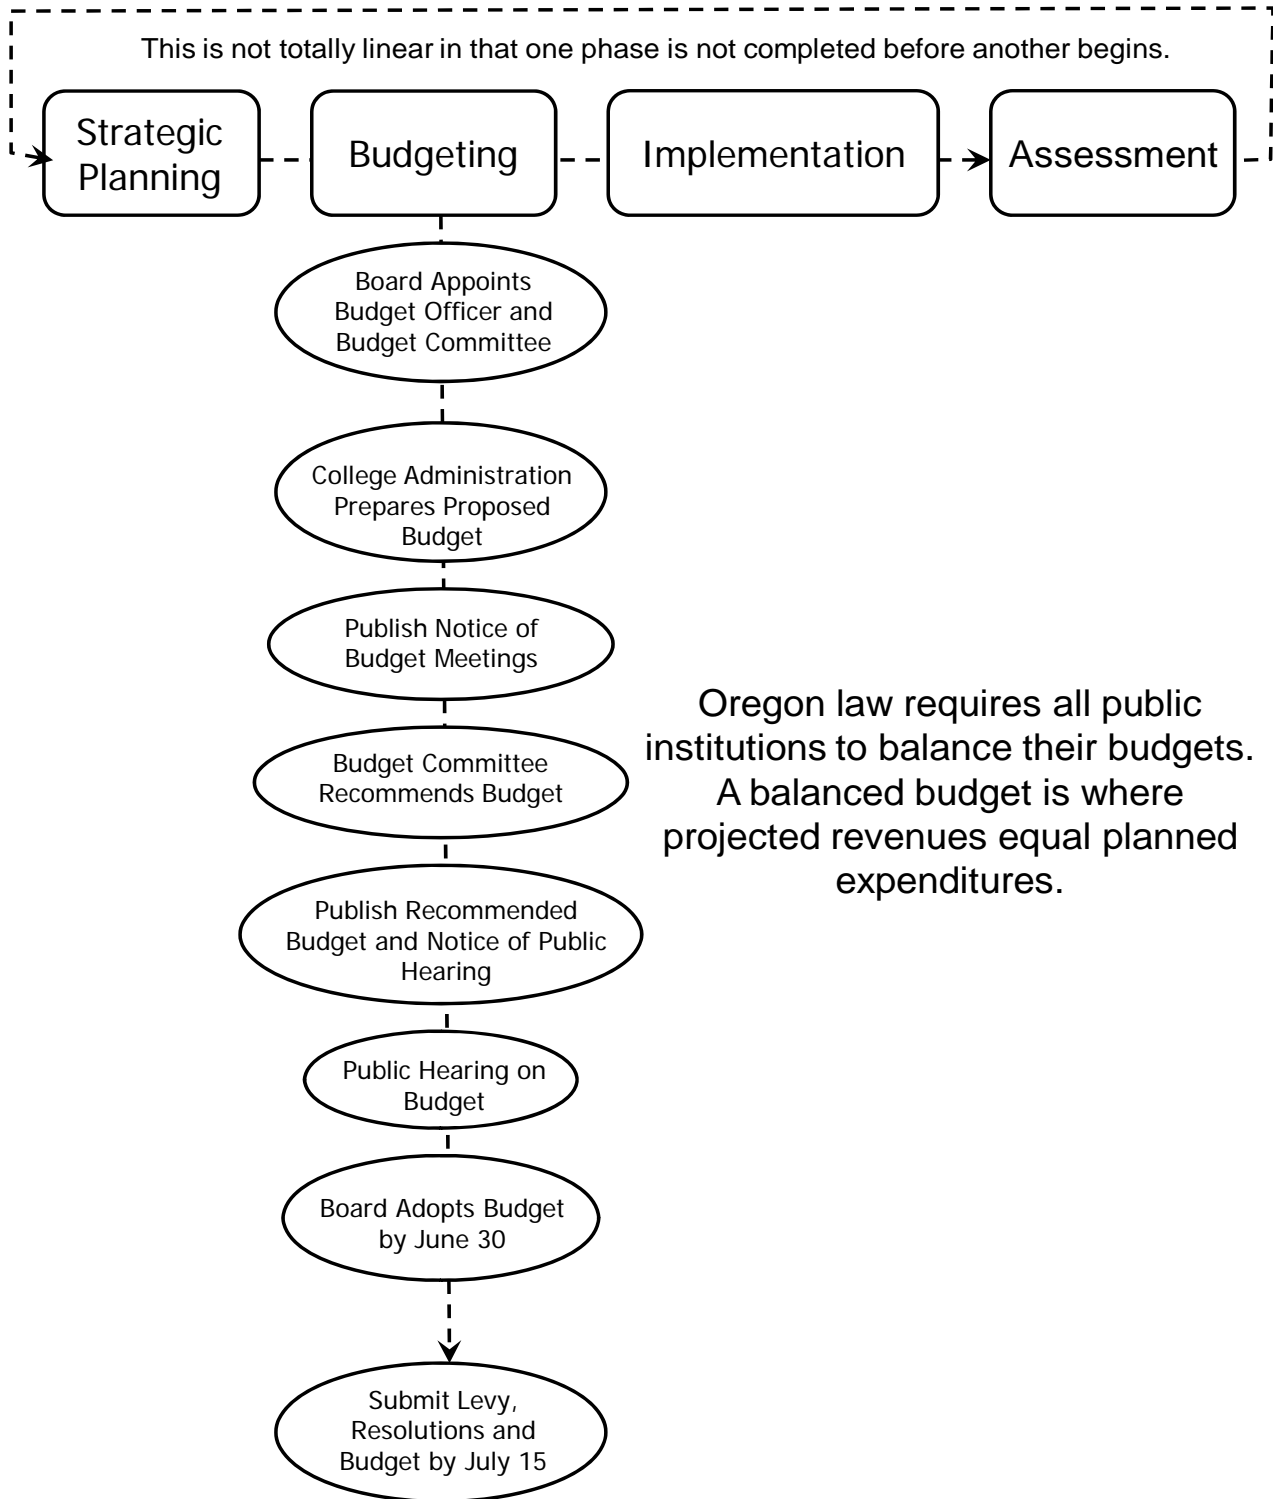 This is not totally linear in that one phase is not completed before another begins.
Strategic
Planning
Budgeting
Implementation
Assessment
Board Appoints
Budget Officer and
Budget Committee
College Administration
Prepares Proposed
Budget
Publish Notice of
Budget Meetings
Budget Committee
Recommends Budget
Publish Recommended
Budget and Notice of Public
Hearing
Public Hearing on
Budget
Board Adopts Budget
by June 30
Submit Levy,
Resolutions and
Budget by July 15
Oregon law requires all public
institutions to balance their budgets.
A balanced budget is where
projected revenues equal planned
expenditures.